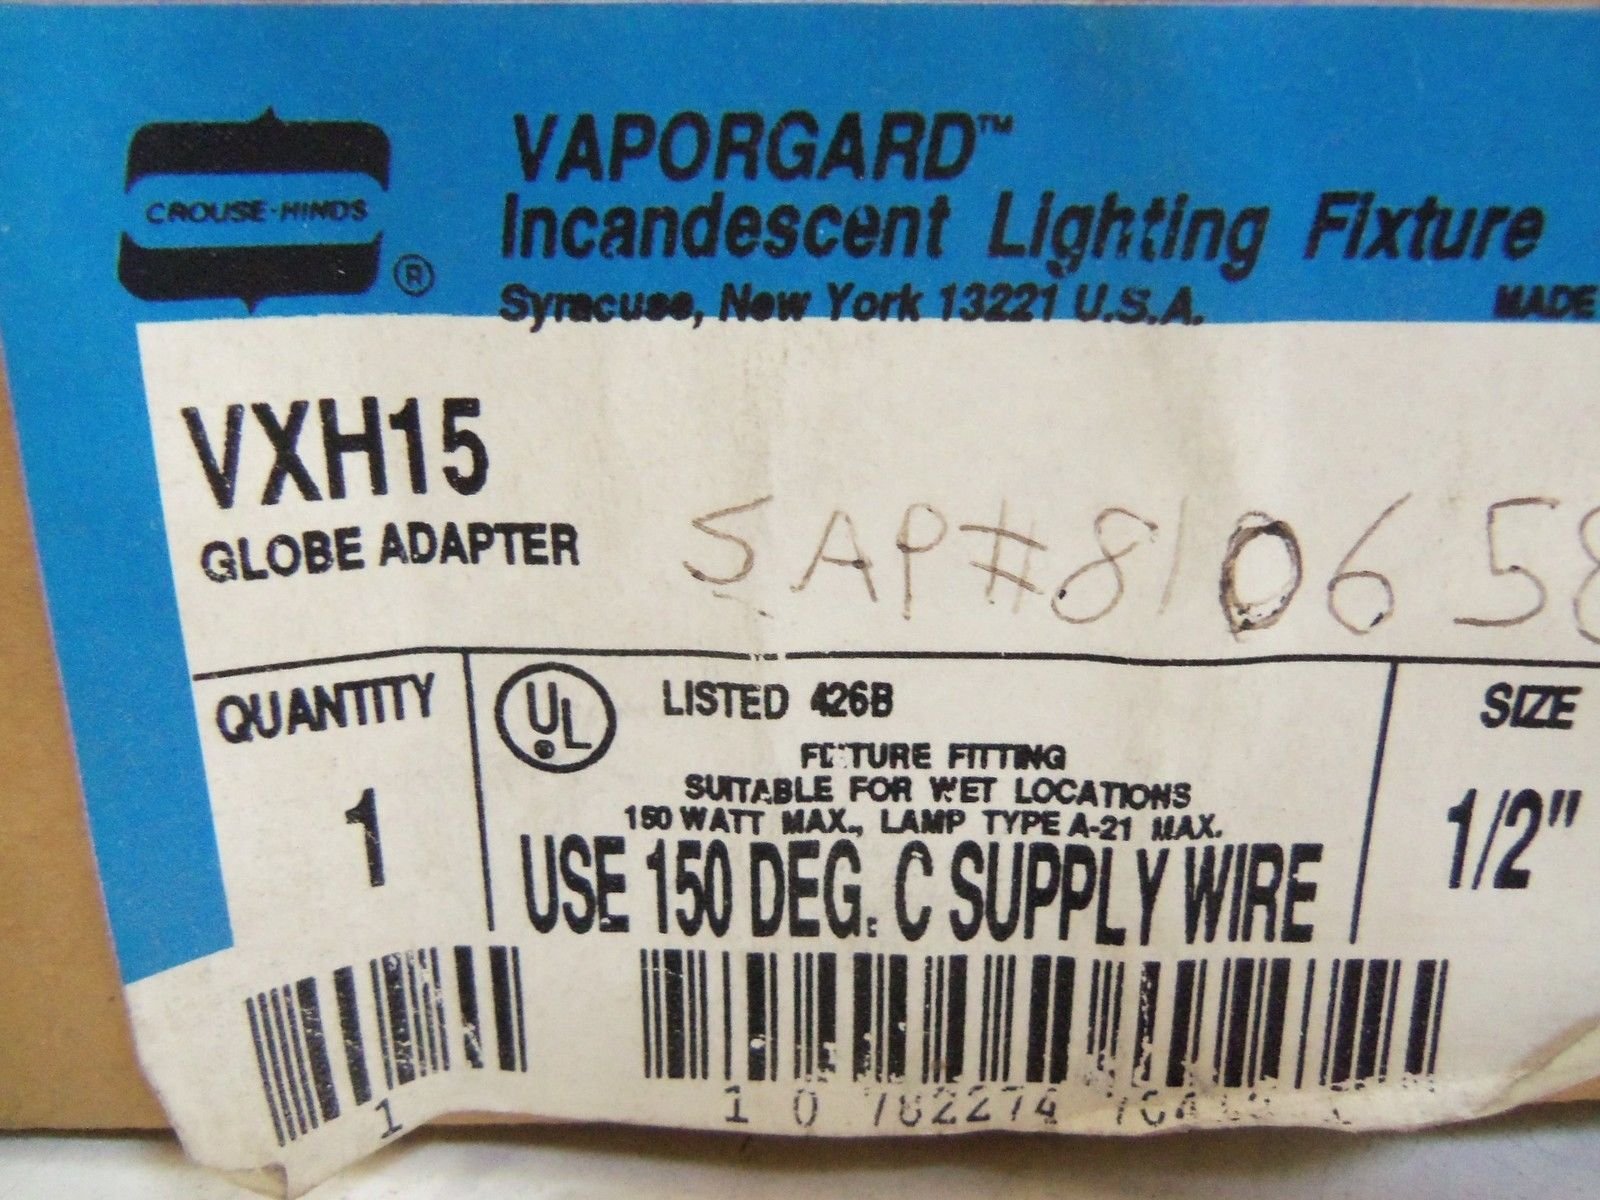 CROUSE-HINDS
®
VAPORGARD™
Incandescent Lighting Fixture
Syracuse, New York 13221 U.S.A.
MADE
VXH15
GLOBE ADAPTER
SAP#810658
QUANTITY
1
UL
LISTED 426B
FIXTURE FITTING
SUITABLE FOR WET LOCATIONS
150 WATT MAX., LAMP TYPE A-21 MAX.
USE 150 DEG. C SUPPLY WIRE
SIZE
1/2"
1
1 0 782274